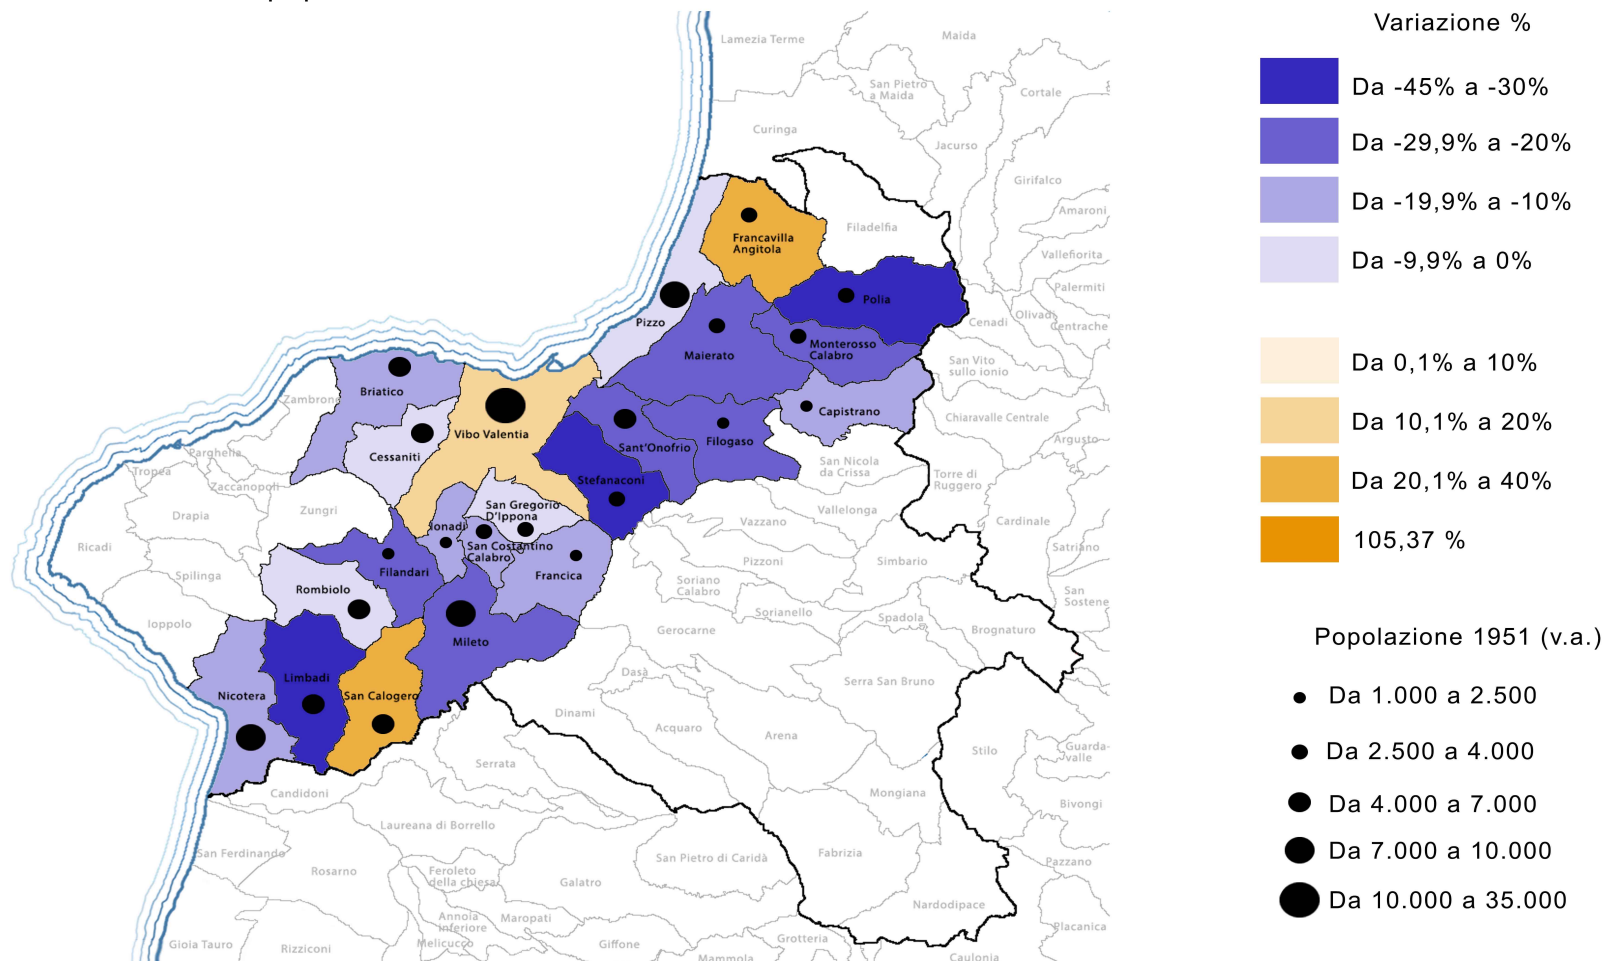 Variazione %
Da -45% a -30%
Da -29,9% a -20%
Da -19,9% a -10%
Da -9,9% a 0%
Da 0,1% a 10%
Da 10,1% a 20%
Da 20,1% a 40%
105,37 %
Popolazione 1951 (v.a.)
Da 1.000 a 2.500
Da 2.500 a 4.000
Da 4.000 a 7.000
Da 7.000 a 10.000
Da 10.000 a 35.000
Lamezia Terme
Maida
San Pietro
a Maida
Cortale
Curinga
Jacurso
Girifalco
Amaroni
Filadelfia
Francavilla
Angitola
Vallefiorita
Palermiti
Polia
Olivadi
Cenadi
Centrache
Pizzo
Maierato
Monterosso
Calabro
San Vito
sullo ionio
Briatico
Zambrone
Capistrano
Chiaravalle Centrale
Vibo Valentia
Cessaniti
Sant'Onofrio
Filogaso
Argusto
Parghelia
Tropea
Zaccanopoli
Stefanaconi
San Nicola
da Crissa
Torre di
Ruggero
Drapia
Zungri
San Gregorio
D'Ippona
Ionadi
Vazzano
Vallelonga
Cardinale
Ricadi
San Costantino
Calabro
Satriano
Filandari
Francica
Pizzoni
Simbario
Spilinga
Rombiolo
Soriano
Calabro
San
Sostene
Sorianello
Spadola
Ioppolo
Mileto
Gerocarne
Brognaturo
Limbadi
Nicotera
San Calogero
Dasà
Serra San Bruno
Dinami
Acquaro
Arena
Stilo
Guarda-
valle
Serrata
Candidoni
Mongiana
Bivongi
Laureana di Borrello
San Ferdinando
Rosarno
Feroleto
della chiesa
Galatro
San Pietro di Caridà
Fabrizia
Pazzano
Nardodipace
Annola
Inferiore
Maropati
Placanica
Gioia Tauro
Rizziconi
Melicucco
Giffone
Grotteria
Mammola
Caulonia